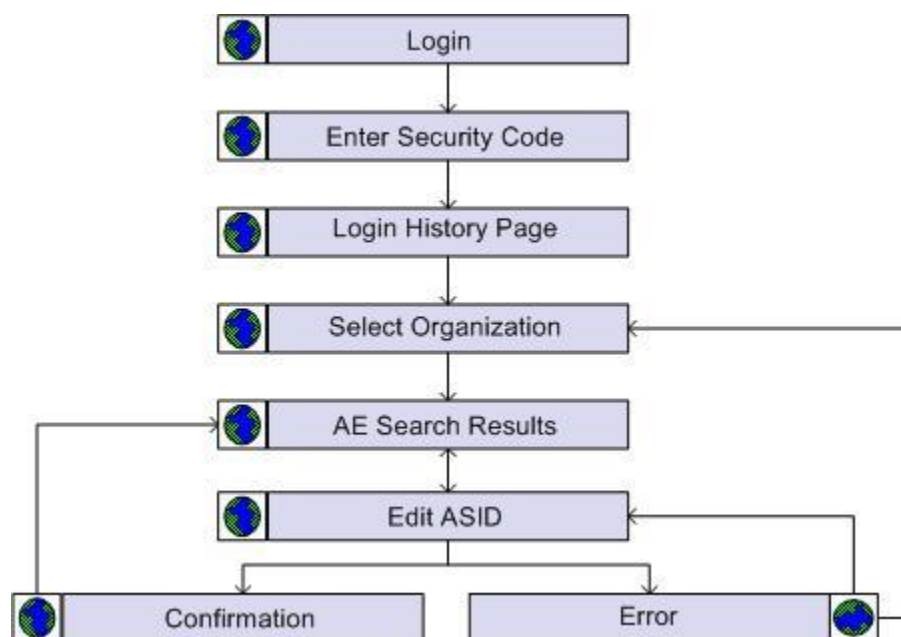 Login
Enter Security Code
Login History Page
Select Organization
AE Search Results
Edit ASID
Confirmation
Error